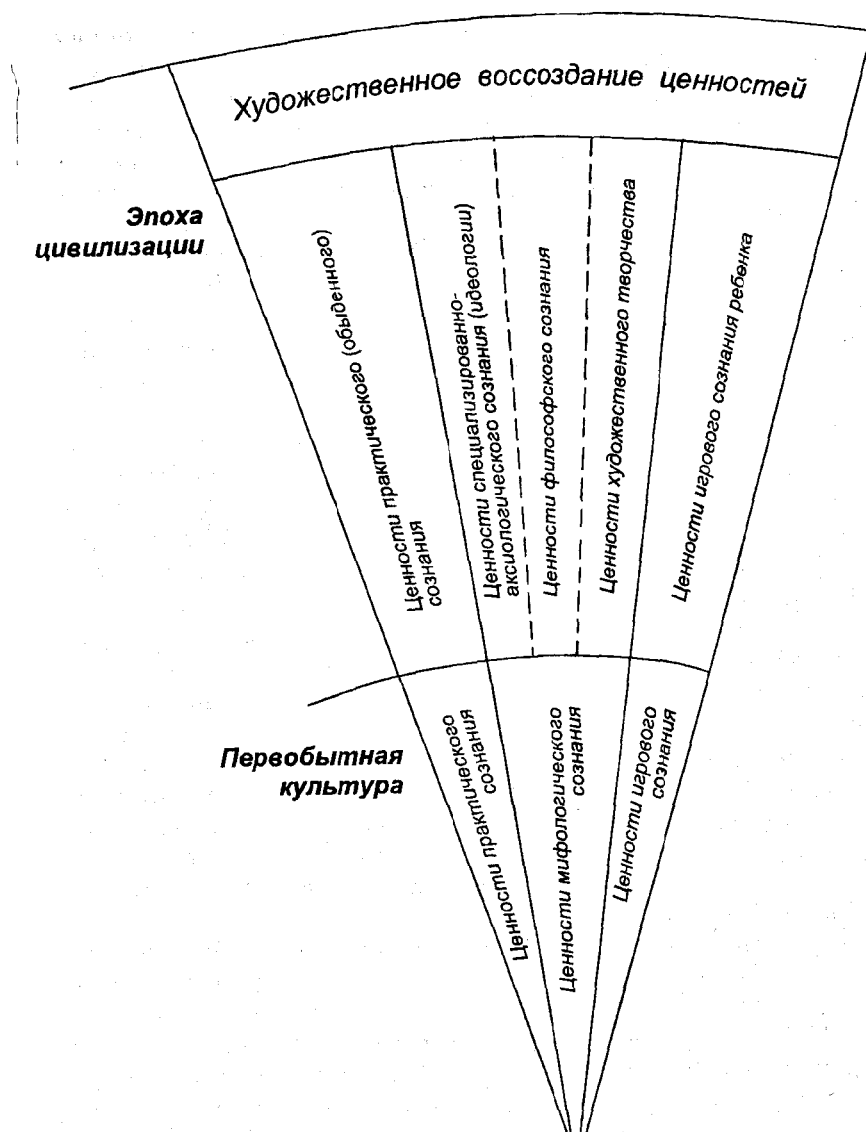 Художественное воссоздание ценностей
Эпоха
цивилизации
Ценности практического (обыденного)
сознания
Ценности специализированно-
аксиологического сознания (идеологии)
Ценности философского сознания
Ценности художественного творчества
Ценности игрового сознания ребенка
Первобытная
культура
Ценности практического
сознания
Ценности мифологического
сознания
Ценности игрового
сознания